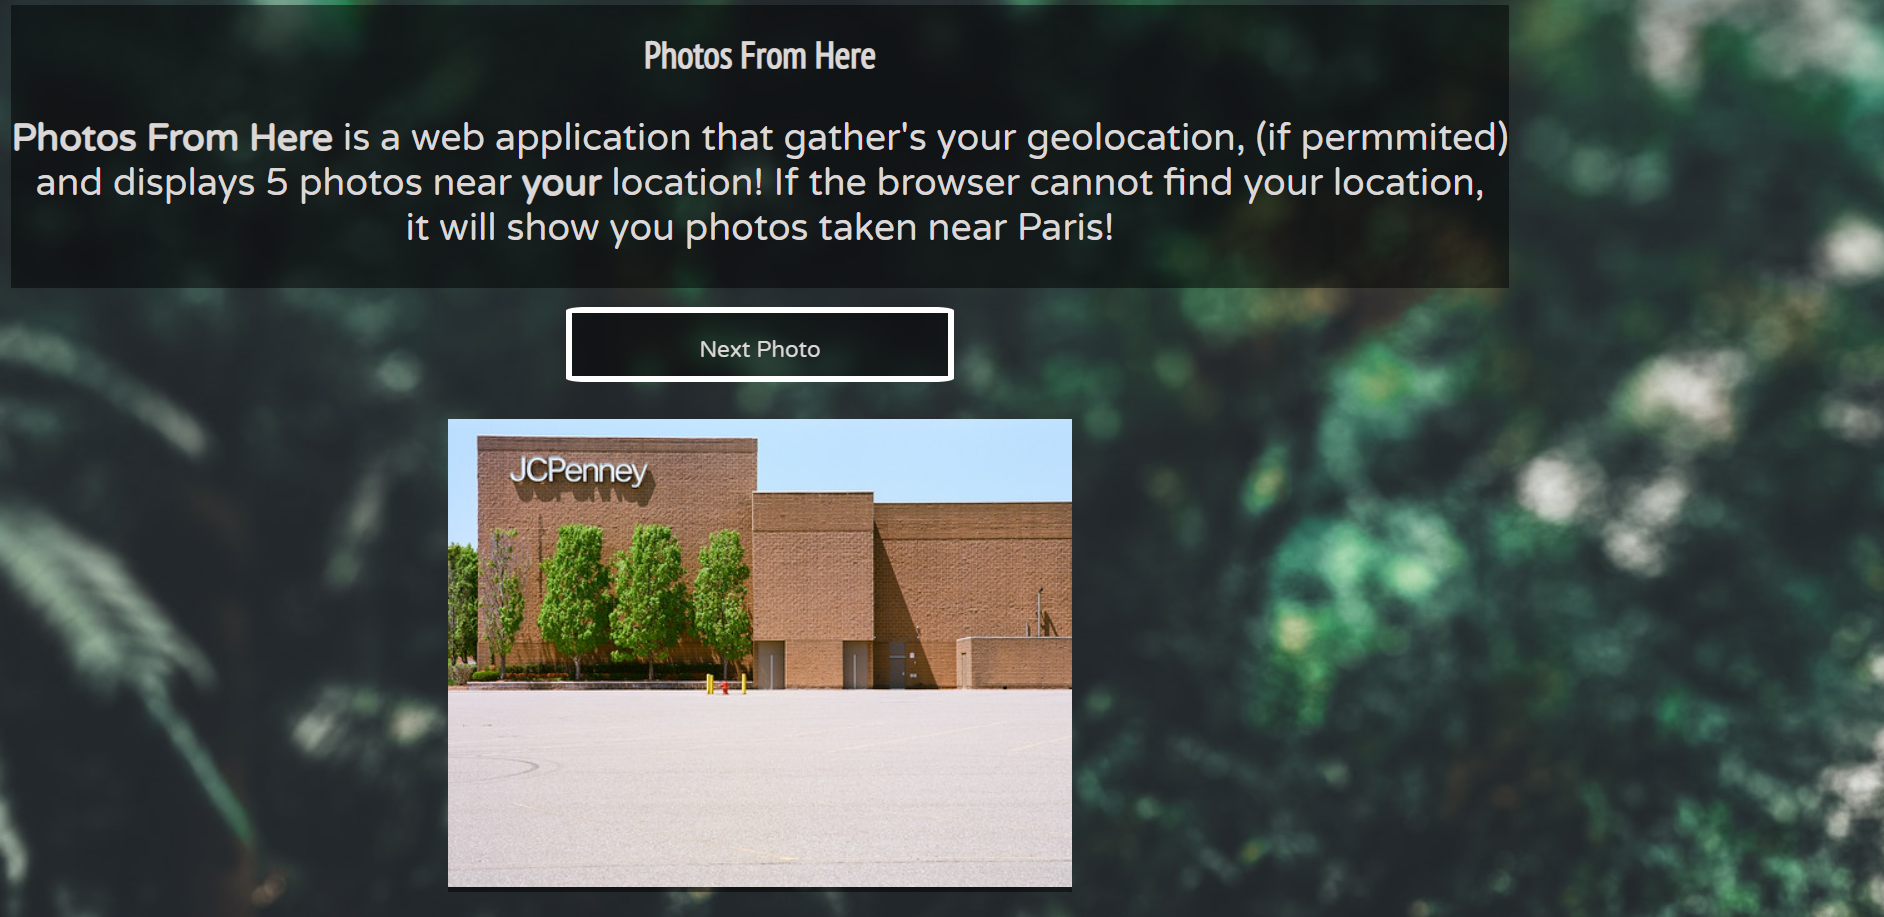 Photos From Here
Photos From Here is a web application that gather's your geolocation, (if permmited)
and displays 5 photos near your location! If the browser cannot find your location,
it will show you photos taken near Paris!
Next Photo
JCPenney